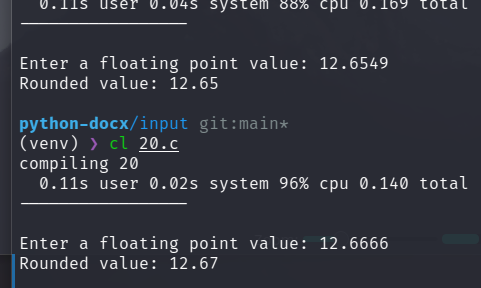 0.11s user 0.04s system 88% cpu 0.169 total
─────────────────
Enter a floating point value: 12.6549
Rounded value: 12.65
python-docx/input git:main*
(venv) ❯ cl 20.c
compiling 20
0.11s user 0.02s system 96% cpu 0.140 total
─────────────────
Enter a floating point value: 12.6666
Rounded value: 12.67